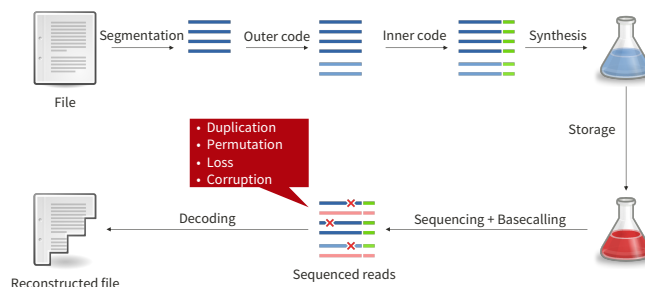 Segmentation
Outer code
Inner code
Synthesis
File
Storage
• Duplication
• Permutation
• Loss
• Corruption
Decoding
Sequencing + Basecalling
Reconstructed file
Sequenced reads